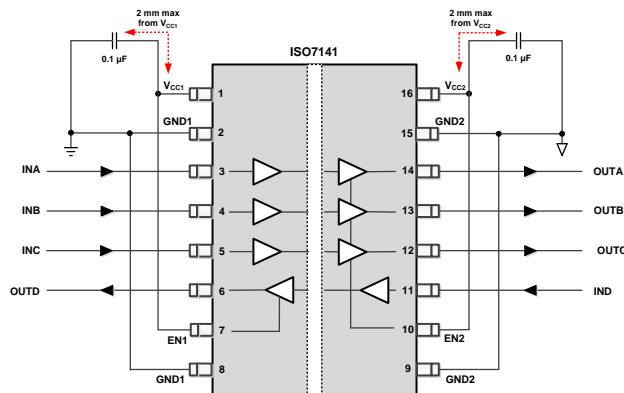 2 mm max
from VCC1
2 mm max
from VCC2
0.1 µF
ISO7141
0.1 µF
VCC1
1
16
VCC2
GND1
2
15
GND2
INA
3
14
OUTA
INB
4
13
OUTB
INC
5
12
OUTC
OUTD
6
11
IND
7
EN1
10
EN2
GND1
8
9
GND2